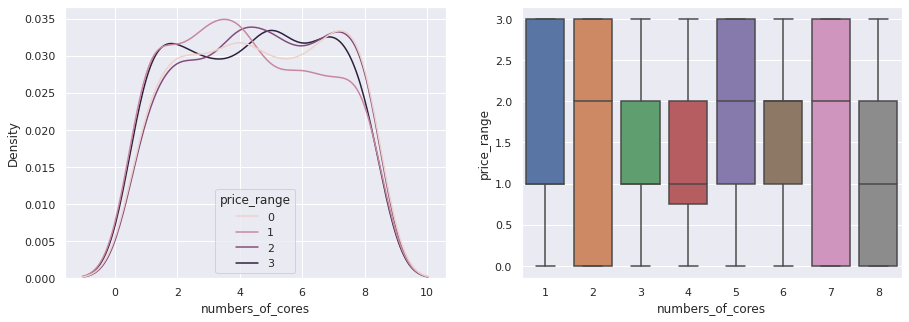 0.035
0.030
0.025
0.020
0.015
0.010
0.005
0.000
Density
0 2 4 6 8 10
numbers_of_cores
price_range
0
1
2
3
3.0
2.5
2.0
1.5
1.0
0.5
0.0
price_range
1 2 3 4 5 6 7 8
numbers_of_cores